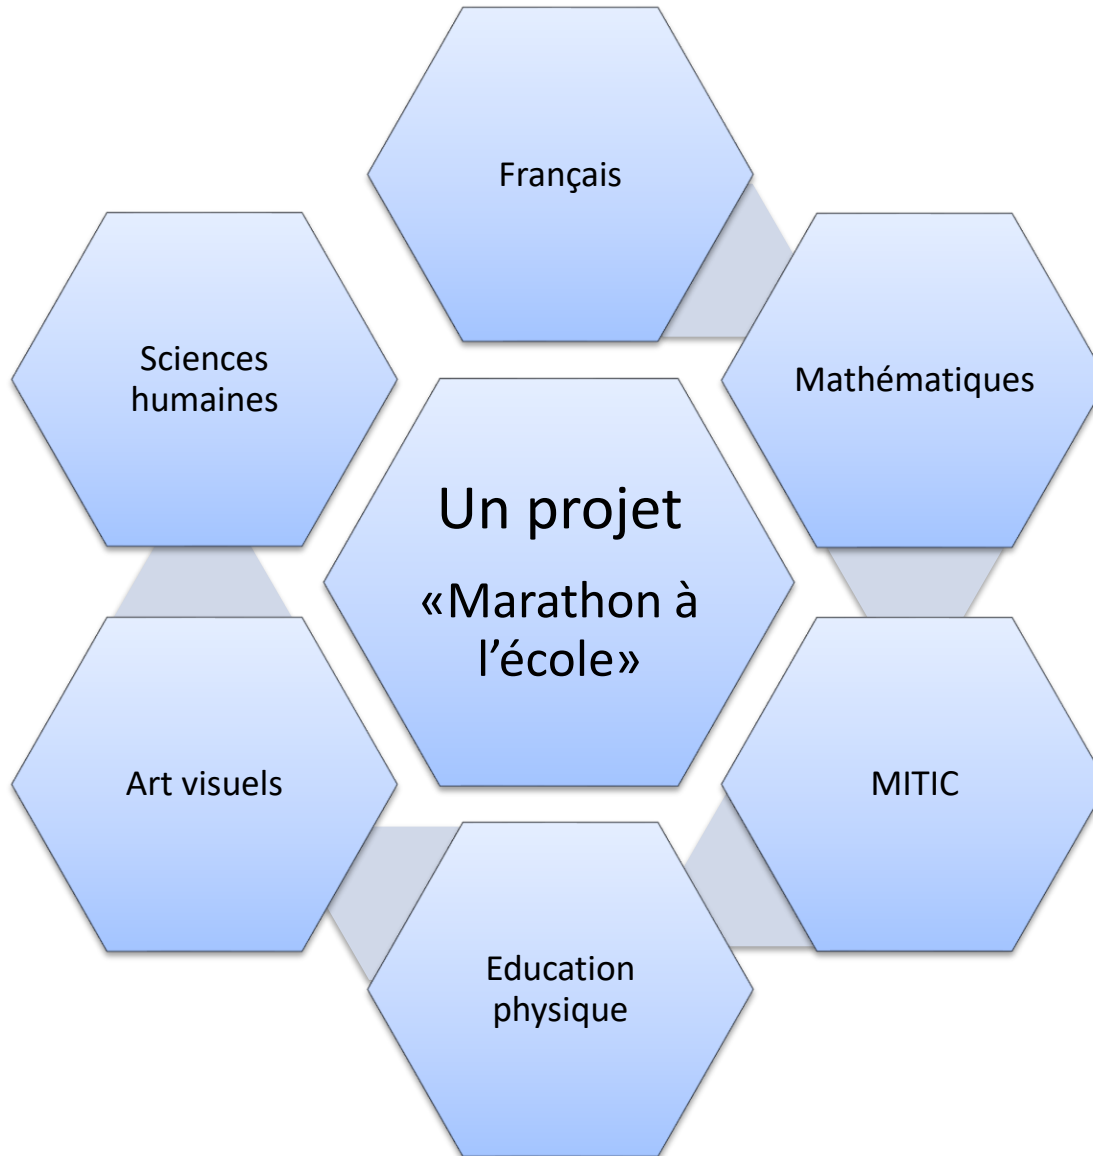 Français
Mathématiques
Sciences
humaines
Un projet
«Marathon à
l’école»
Art visuels
MITIC
Education
physique